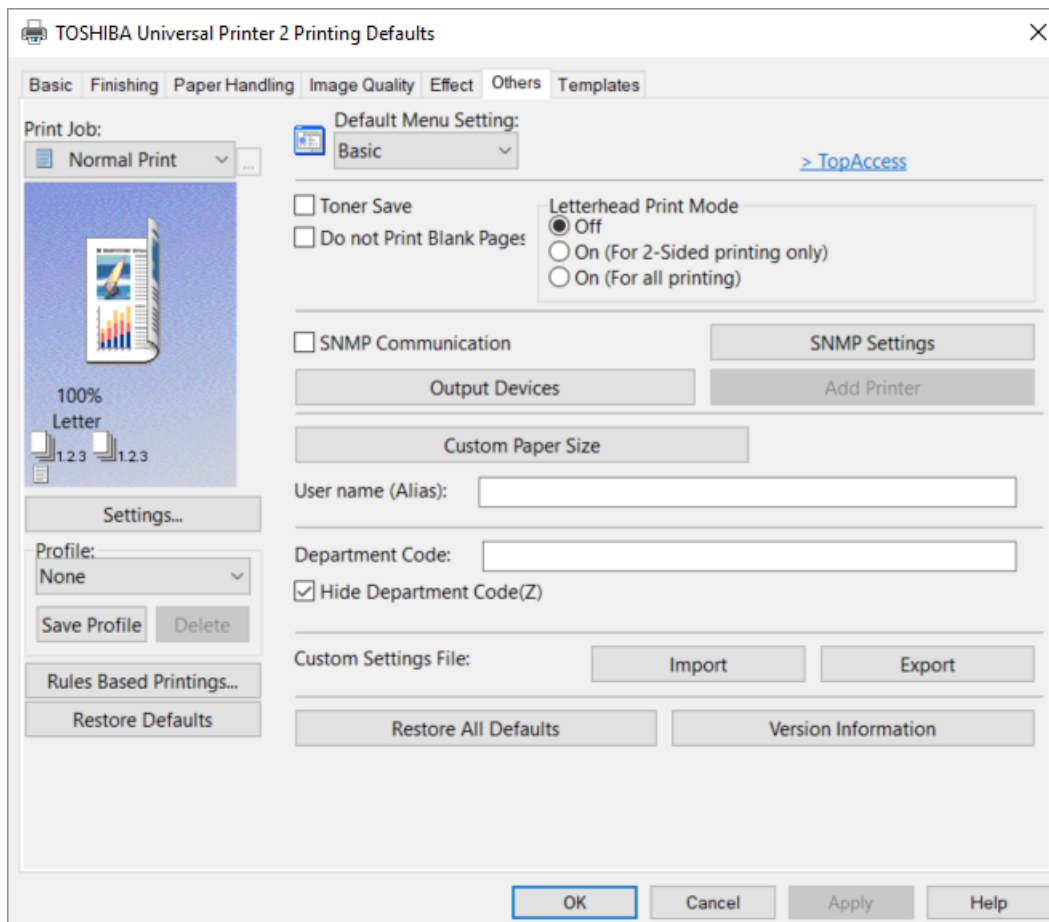 TOSHIBA Universal Printer 2 Printing Defaults
Basic Finishing Paper Handling Image Quality Effect Others Templates
Print Job:
Normal Print
...
100%
Letter
1.2.3 1.2.3
Settings...
Profile:
None
Save Profile Delete
Rules Based Printings...
Restore Defaults
Default Menu Setting:
Basic
> TopAccess
Toner Save
Do not Print Blank Pages
Letterhead Print Mode
Off
On (For 2-Sided printing only)
On (For all printing)
SNMP Communication SNMP Settings
Output Devices Add Printer
Custom Paper Size
User name (Alias):
Department Code:
Hide Department Code(Z)
Custom Settings File: Import Export
Restore All Defaults Version Information
OK Cancel Apply Help